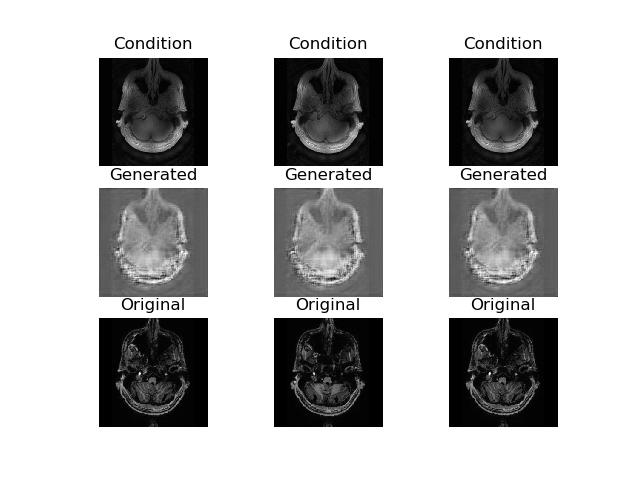 Condition Condition Condition
Generated Generated Generated
Original Original Original